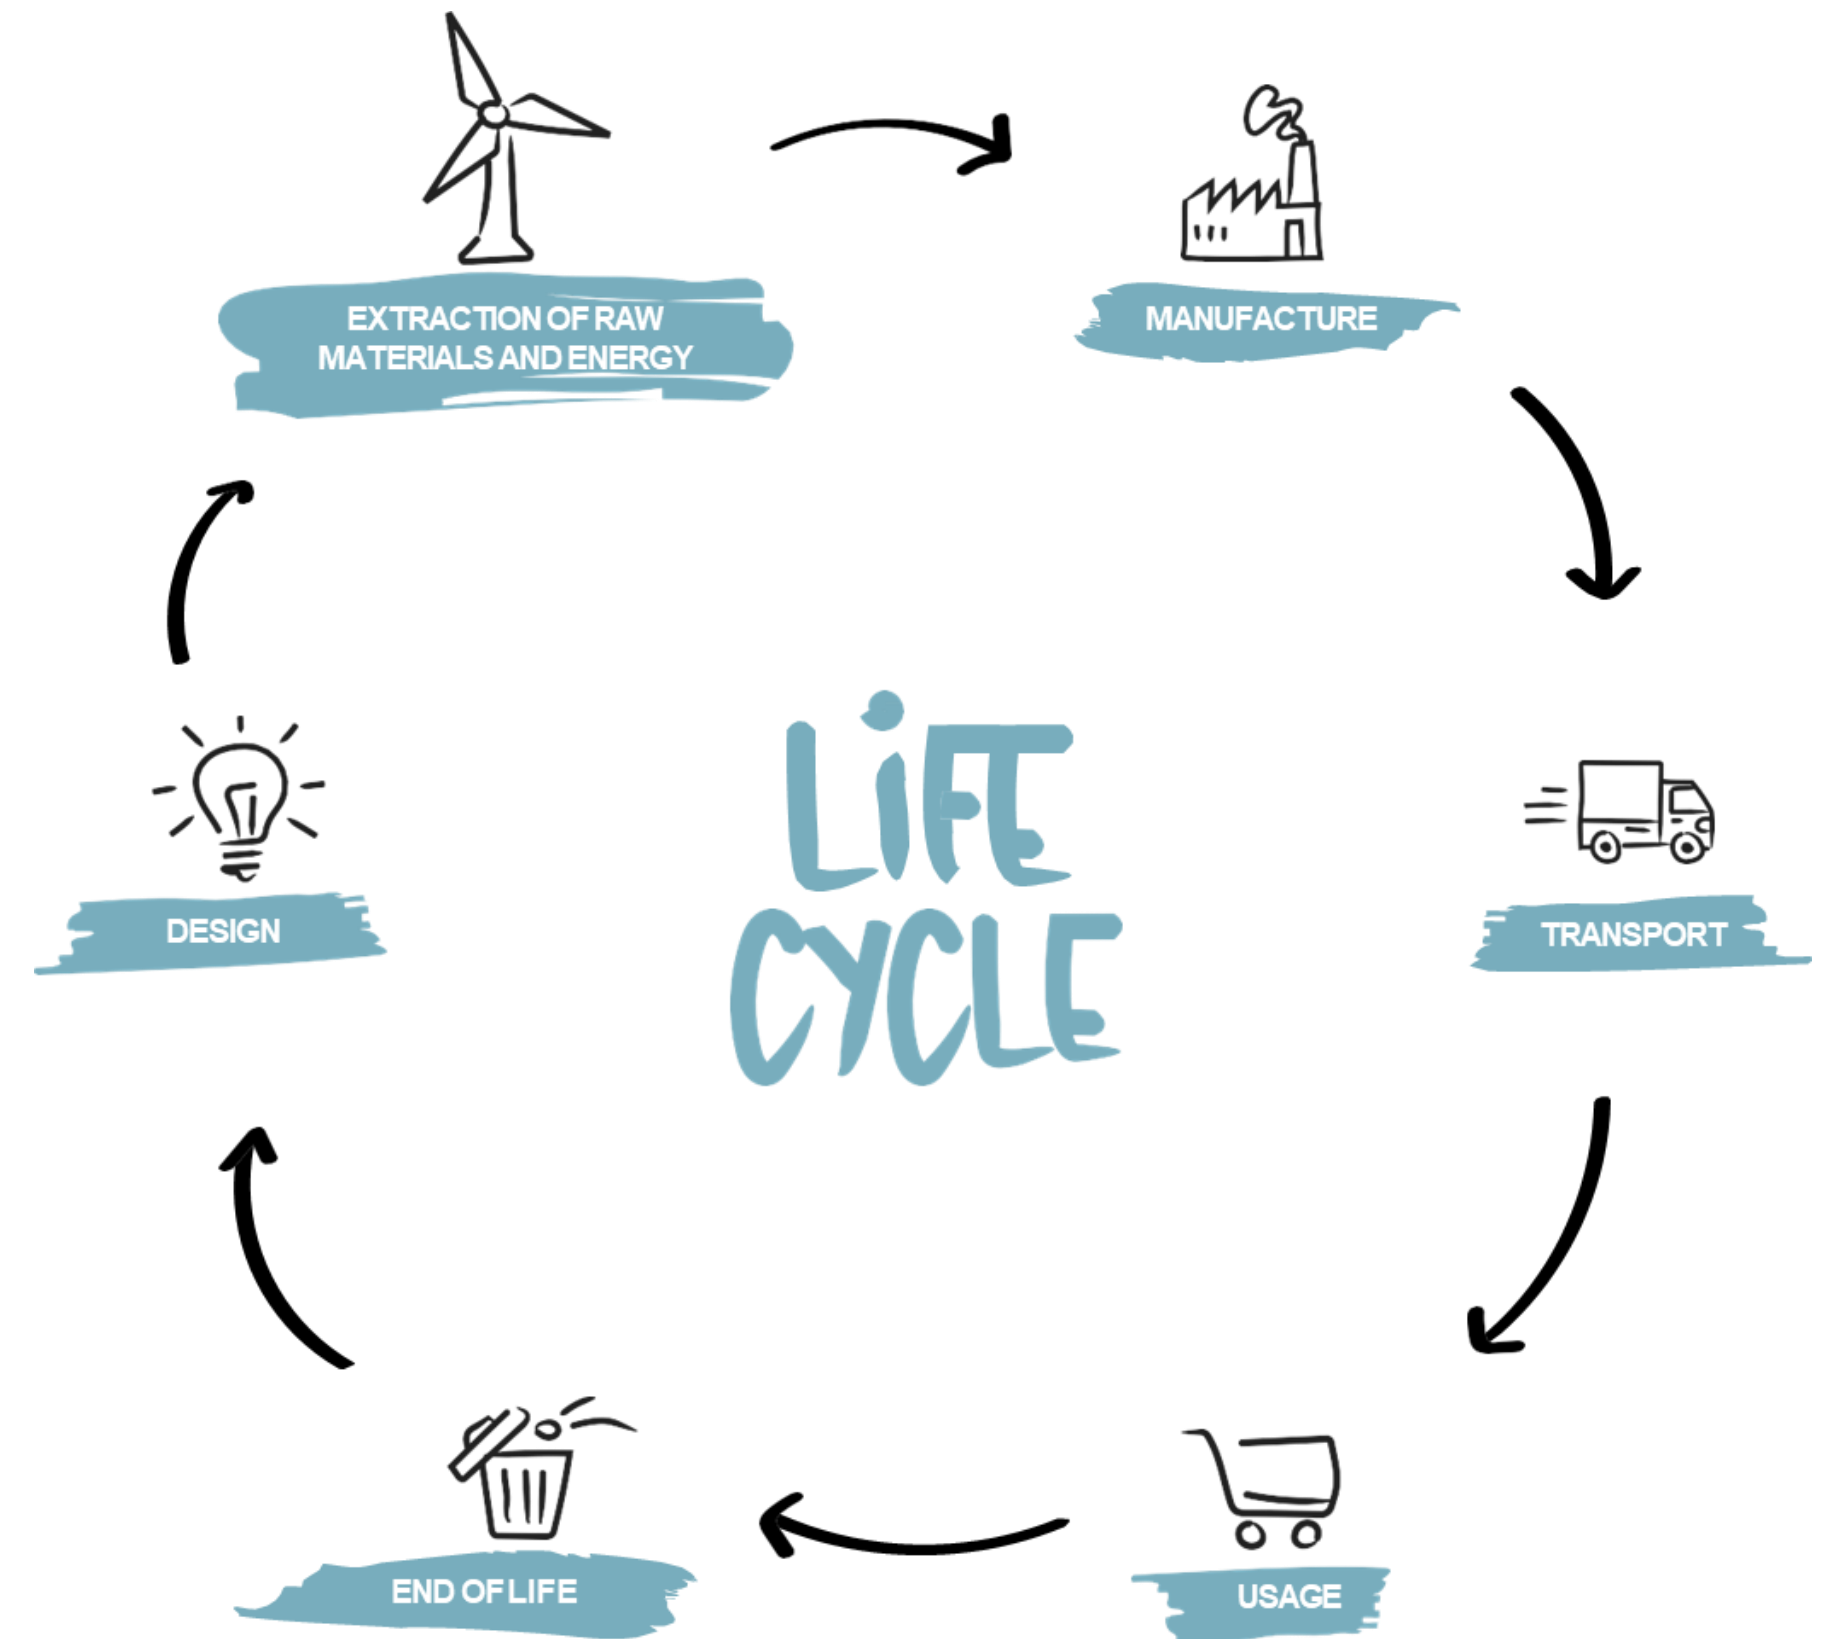 EXTRACTION OF RAW
MATERIALS AND ENERGY
MANUFACTURE
LiFE
CYCLE
DESIGN
TRANSPORT
END OF LIFE
USAGE